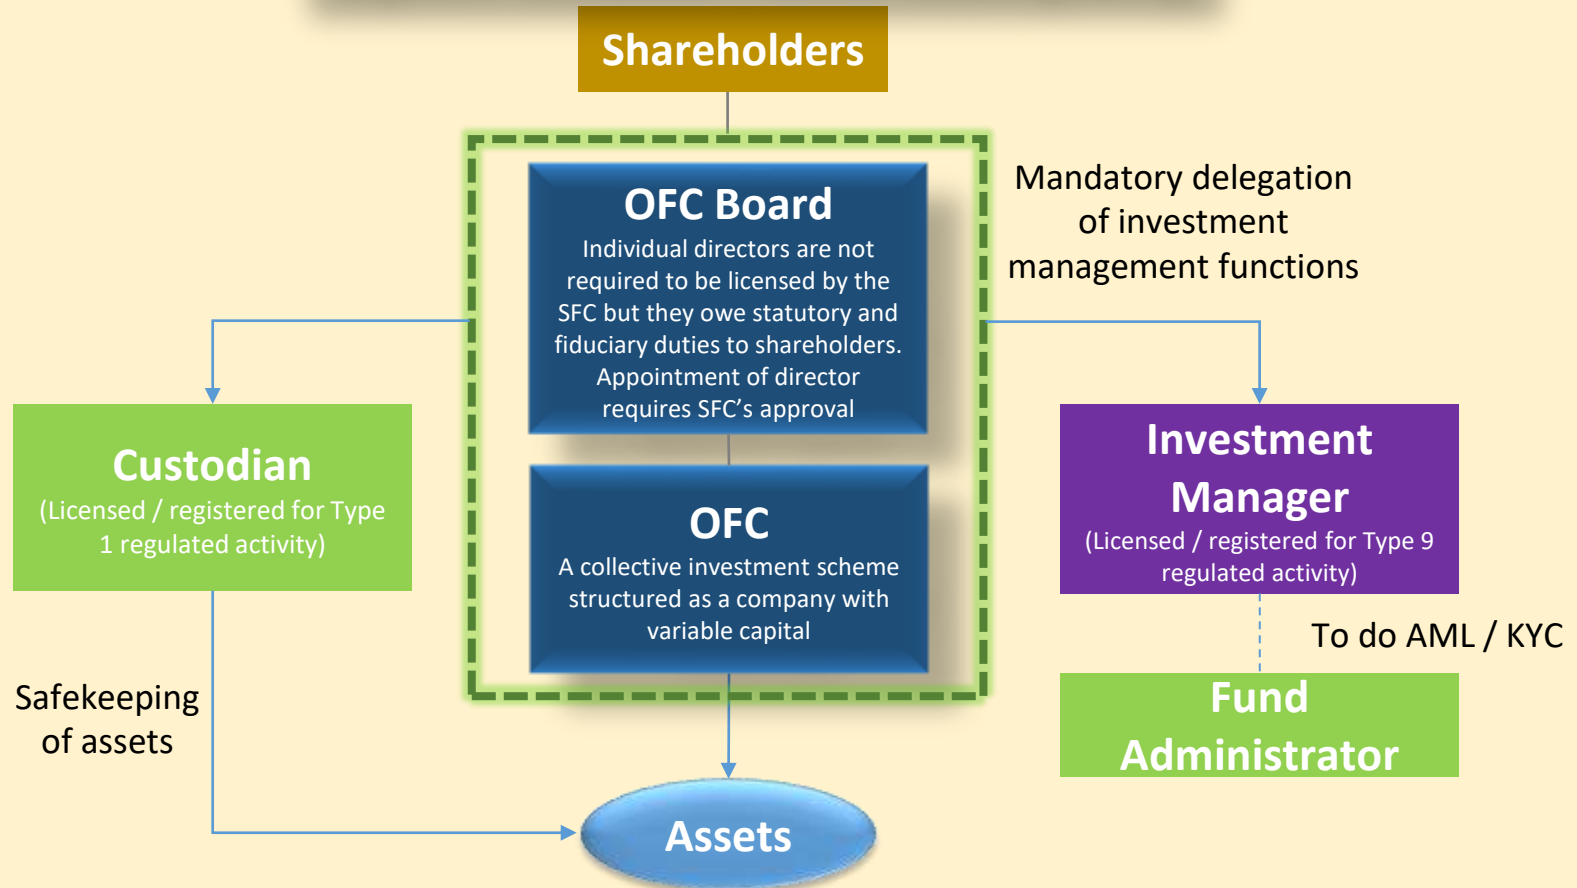 Shareholders
OFC Board
Individual directors are not
required to be licensed by the
SFC but they owe statutory and
fiduciary duties to shareholders.
Appointment of director
requires SFC's approval
Mandatory delegation
of investment
management functions
Custodian
(Licensed / registered for Type
1 regulated activity)
OFC
A collective investment scheme
structured as a company with
variable capital
Investment
Manager
(Licensed / registered for Type 9
regulated activity)
To do AML / KYC
Fund
Administrator
Safekeeping
of assets
Assets